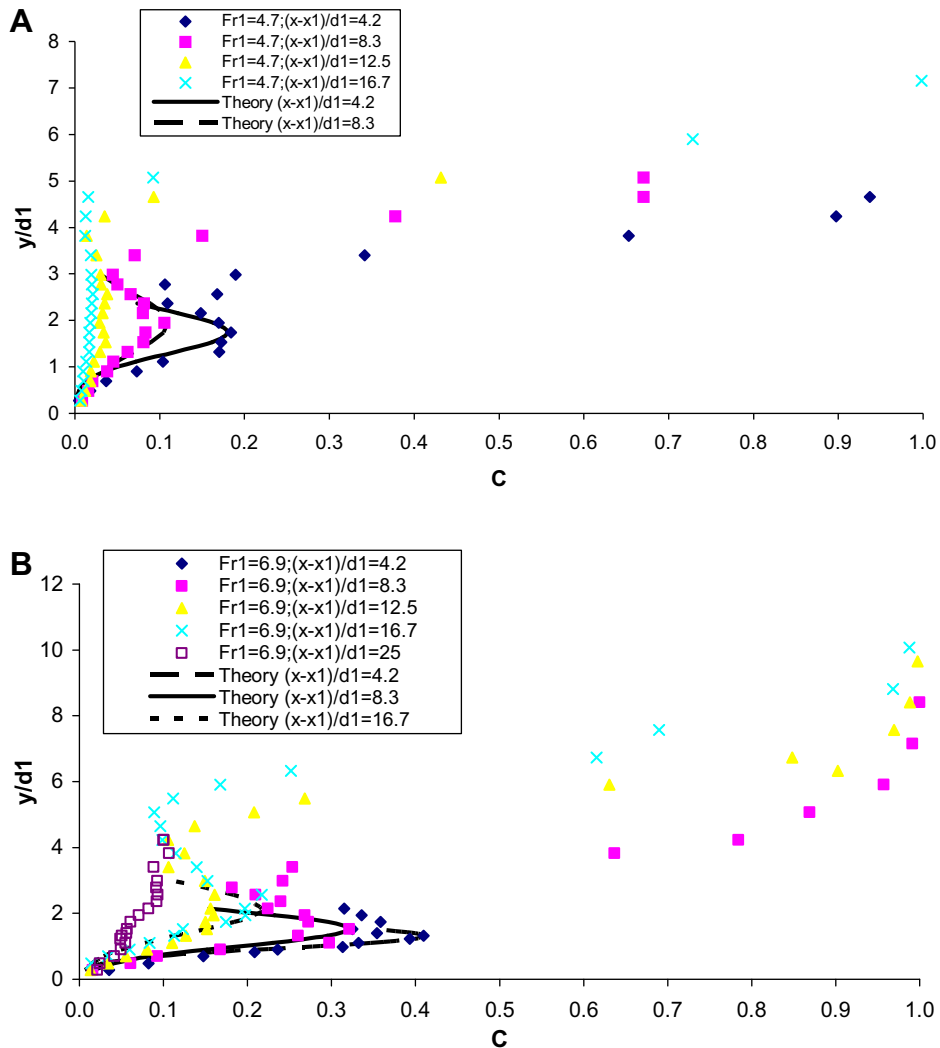 A
Fr1=4.7;(x-x1)/d1=4.2
Fr1=4.7;(x-x1)/d1=8.3
Fr1=4.7;(x-x1)/d1=12.5
Fr1=4.7;(x-x1)/d1=16.7
Theory (x-x1)/d1=4.2
Theory (x-x1)/d1=8.3
8
7
6
5
4
3
2
1
0
y/d1
0.0 0.1 0.2 0.3 0.4 0.5 0.6 0.7 0.8 0.9 1.0
C
B
Fr1=6.9;(x-x1)/d1=4.2
Fr1=6.9;(x-x1)/d1=8.3
Fr1=6.9;(x-x1)/d1=12.5
Fr1=6.9;(x-x1)/d1=16.7
Fr1=6.9;(x-x1)/d1=25
Theory (x-x1)/d1=4.2
Theory (x-x1)/d1=8.3
Theory (x-x1)/d1=16.7
12
10
8
6
4
2
0
y/d1
0.0 0.1 0.2 0.3 0.4 0.5 0.6 0.7 0.8 0.9 1.0
C